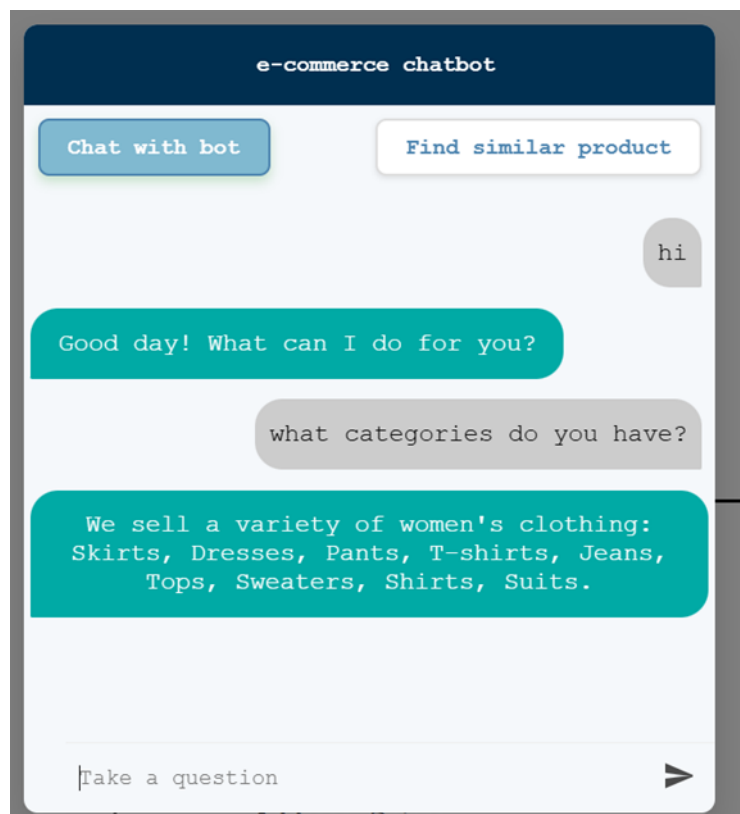 e-commerce chatbot
Chat with bot
Find similar product
hi
Good day! What can I do for you?
what categories do you have?
We sell a variety of women's clothing:
Skirts, Dresses, Pants, T-shirts, Jeans,
Tops, Sweaters, Shirts, Suits.
Take a question